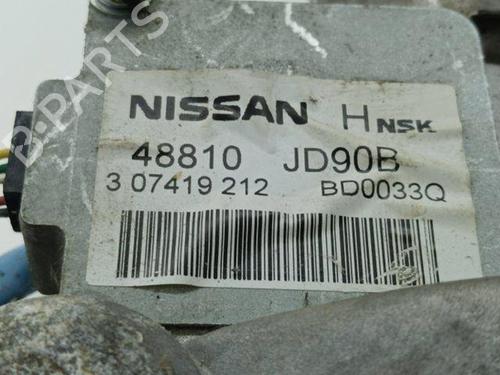 B-PARTS
NISSAN H NSK
48810 JD90B
3 07419 212 BD0033Q